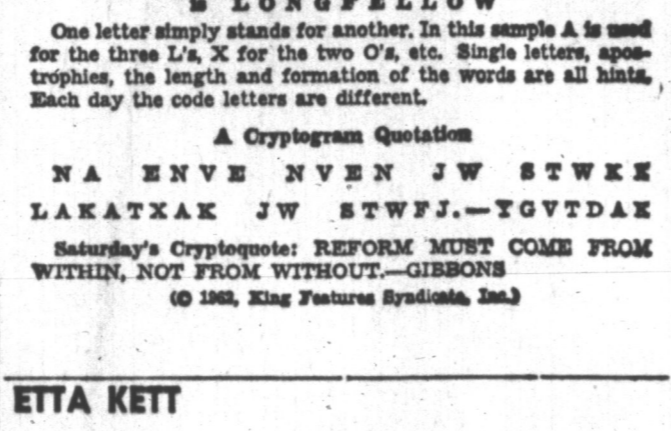 LONGFELLOW
One letter simply stands for another. In this sample A is used
for the three L's, X for the two O's, etc. Single letters, apos-
trophies, the length and formation of the words are all hints.
Each day the code letters are different.
A Cryptogram Quotation
NA ENVE NVEN JW STWKK
LAKATXAK JW STWFJ.—YGVTDAK
Saturday's Cryptoquote: REFORM MUST COME FROM
WITHIN, NOT FROM WITHOUT.—GIBBONS
(© 1962, King Features Syndicate, Inc.)
ETTA KETT